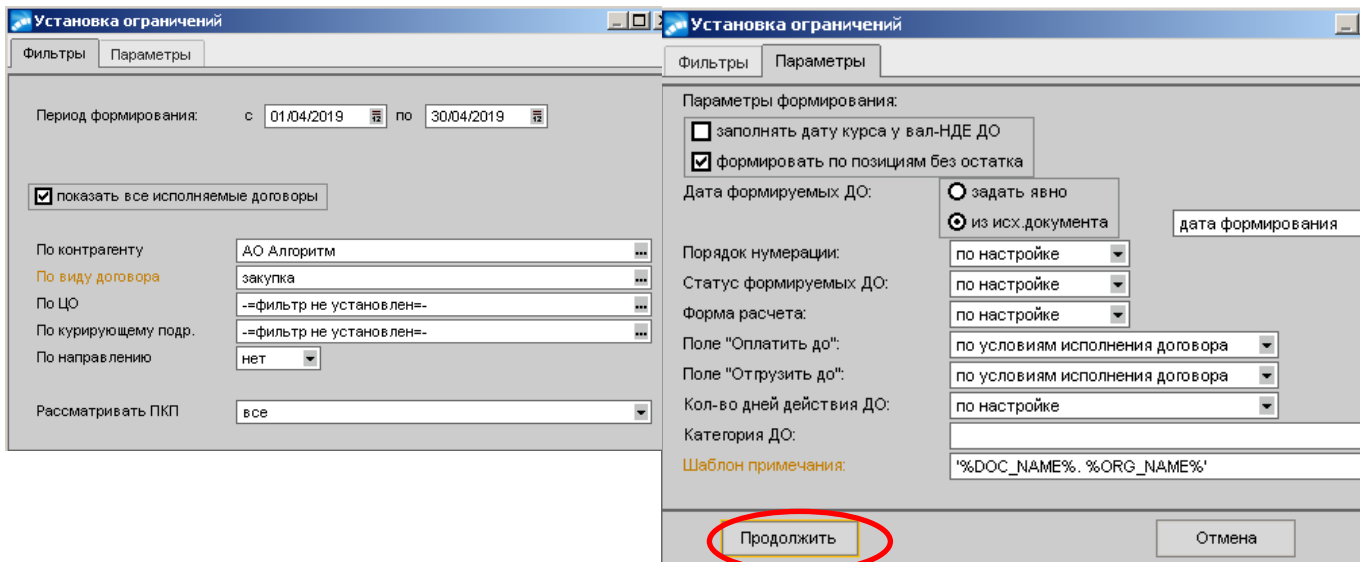 Установка ограничений
Фильтры Параметры
Период формирования: с 01/04/2019 по 30/04/2019
показать все исполняемые договоры
По контрагенту АО Алгоритм ...
По виду договора закупка ...
По ЦО -=фильтр не установлен=- ...
По курирующему подр. -=фильтр не установлен=- ...
По направлению нет
Рассматривать ПКП все
Установка ограничений
Фильтры Параметры
Параметры формирования:
заполнять дату курса у вал-НДЕ ДО
формировать по позициям без остатка
Дата формируемых ДО: задать явно
из исх.документа дата формирования
Порядок нумерации: по настройке
Статус формируемых ДО: по настройке
Форма расчета: по настройке
Поле "Оплатить до": по условиям исполнения договора
Поле "Отгрузить до": по условиям исполнения договора
Кол-во дней действия ДО: по настройке
Категория ДО:
Шаблон примечания: '%DOC_NAME%. %ORG_NAME%'
Продолжить Отмена